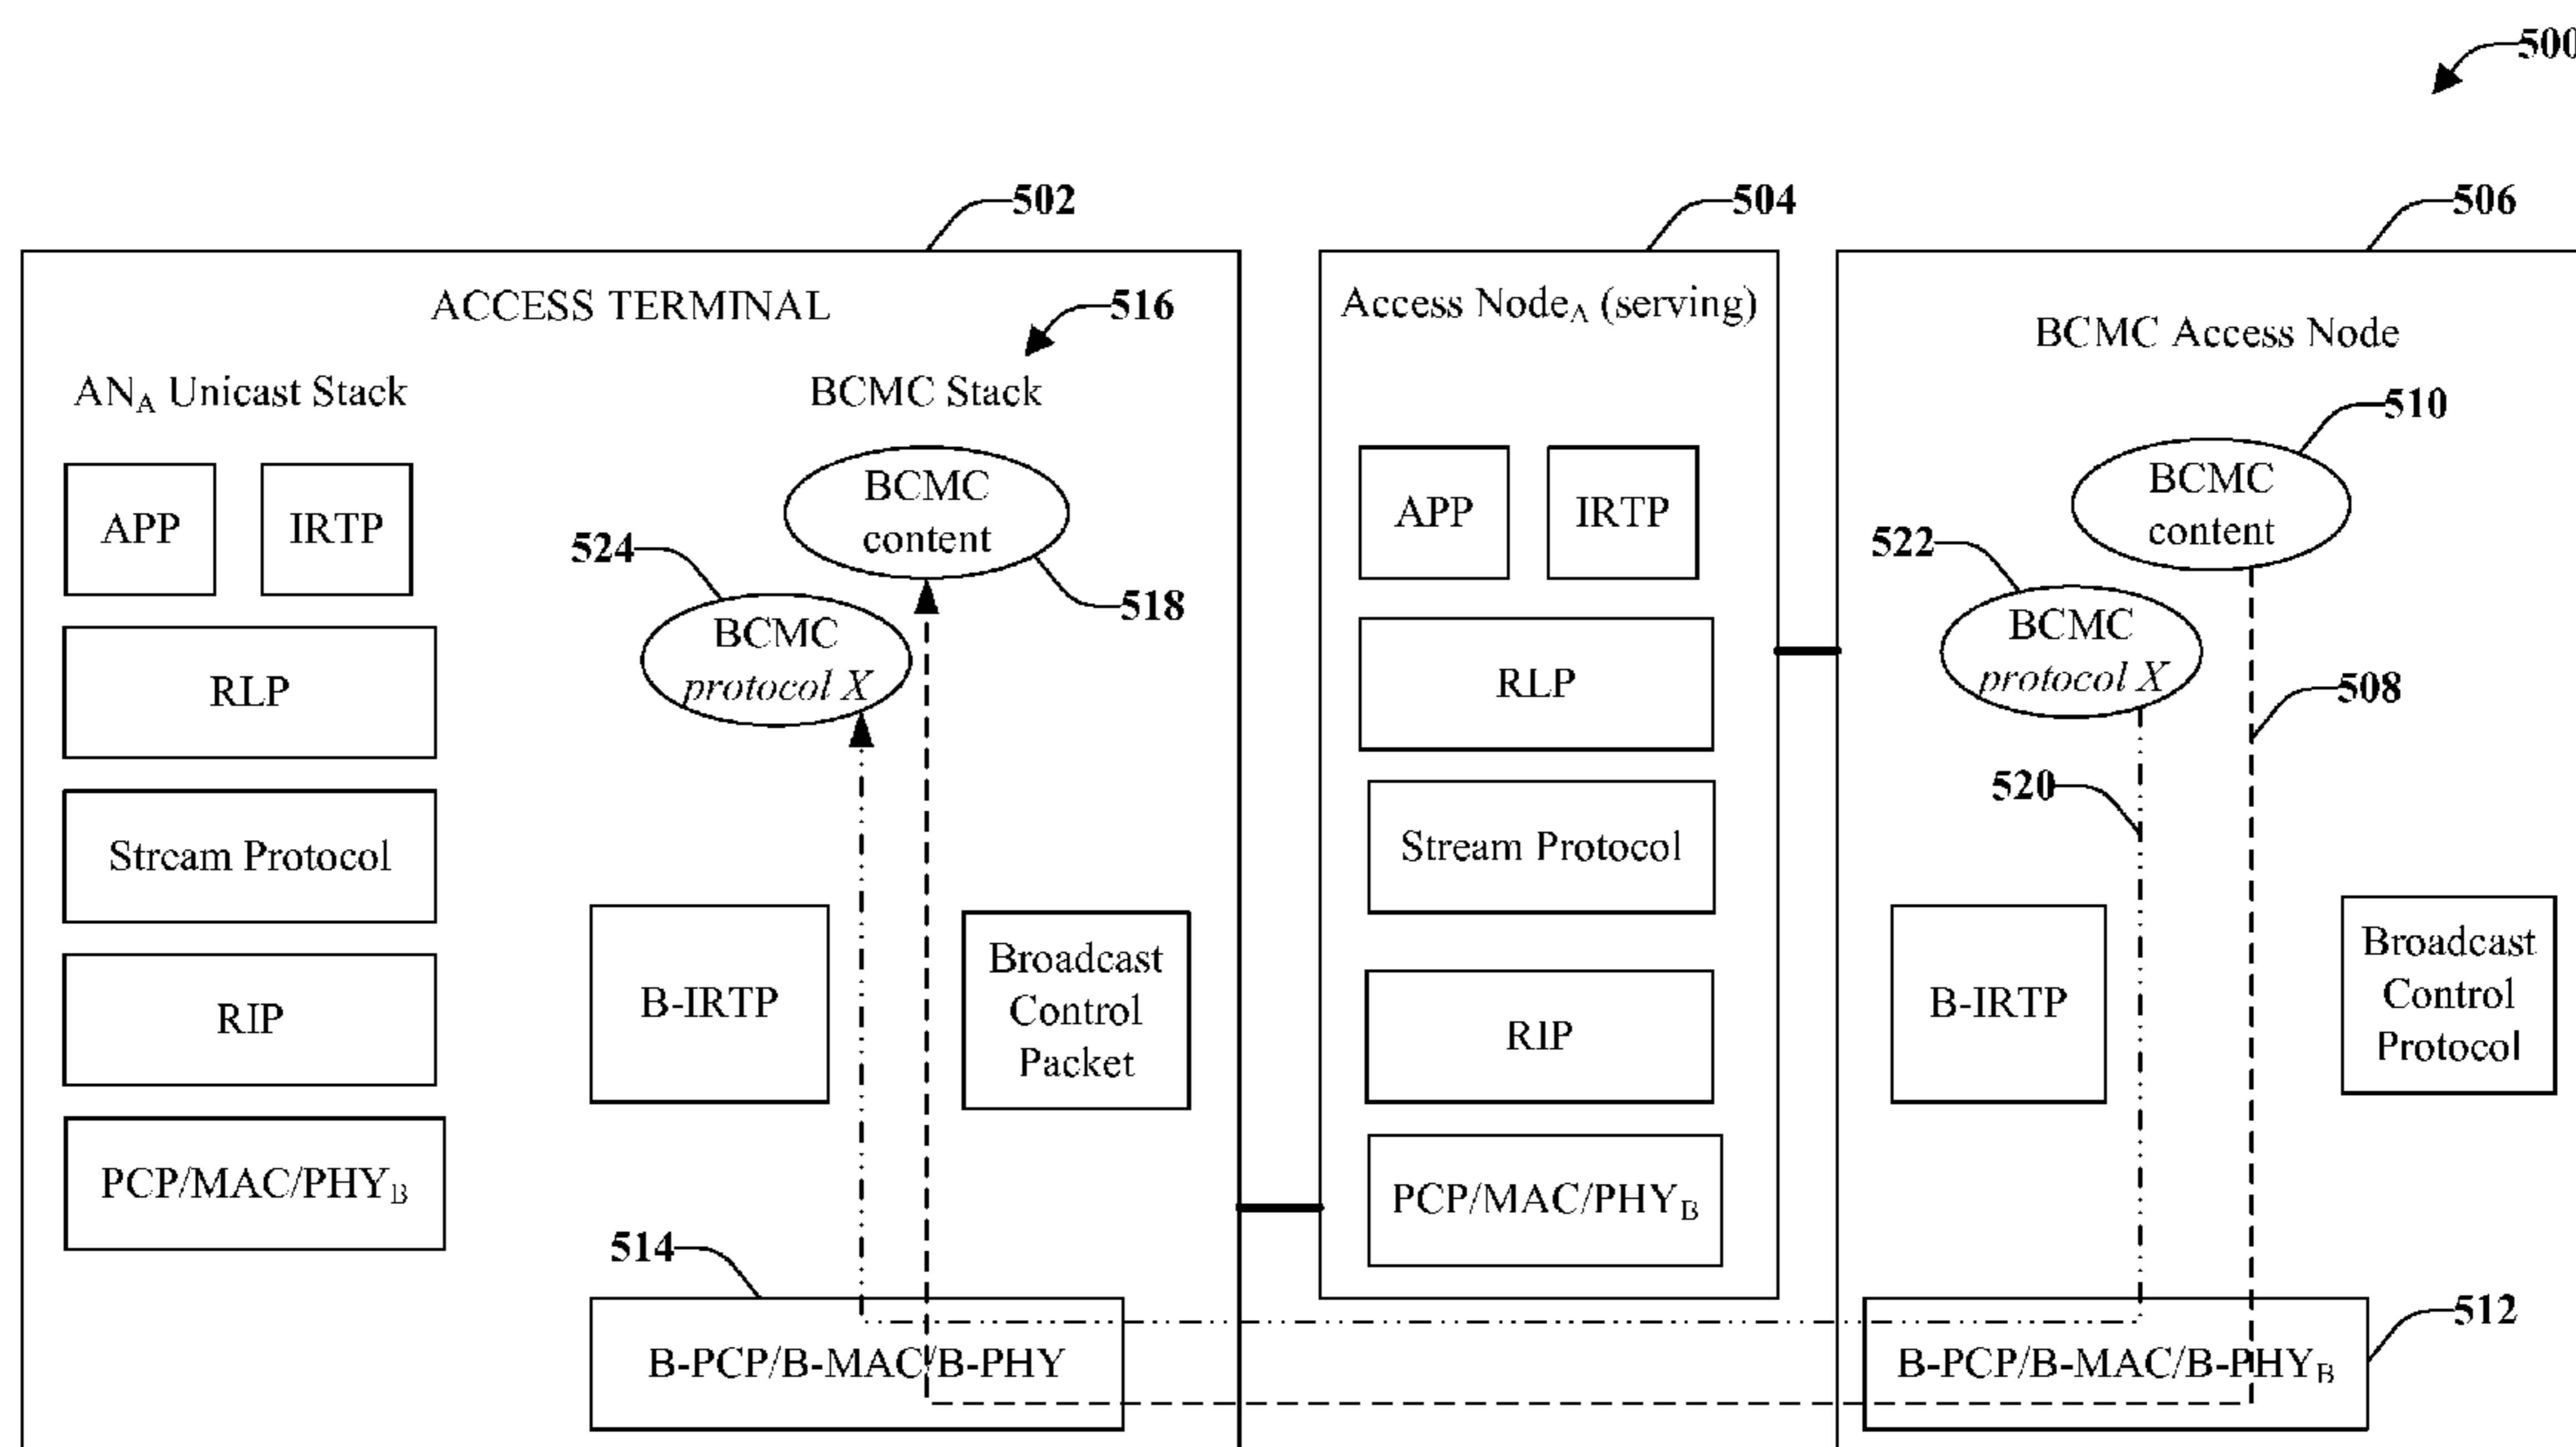 500
502
504
506
ACCESS TERMINAL
516
ANA Unicast Stack
BCMC Stack
APP
IRTP
RLP
Stream Protocol
RIP
PCP/MAC/PHYB
BCMC
content
518
524
BCMC
protocol X
B-IRTP
Broadcast
Control
Packet
514
B-PCP/B-MAC/B-PHY
Access NodeA (serving)
APP
IRTP
RLP
Stream Protocol
RIP
PCP/MAC/PHYB
BCMC Access Node
510
BCMC
content
522
BCMC
protocol X
508
520
B-IRTP
Broadcast
Control
Protocol
512
B-PCP/B-MAC/B-PHYB